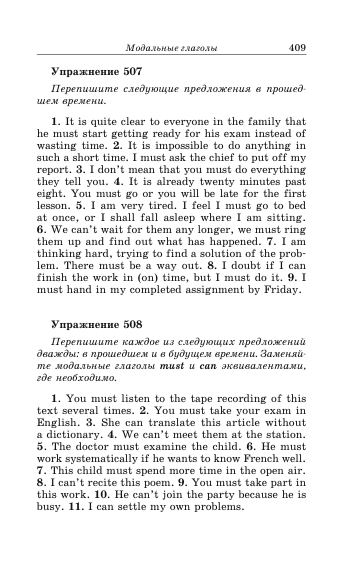 Модальные глаголы 409
Упражнение 507
Перепишите следующие предложения в прошед-
шем времени.
1. It is quite clear to everyone in the family that
he must start getting ready for his exam instead of
wasting time. 2. It is impossible to do anything in
such a short time. I must ask the chief to put off my
report. 3. I don't mean that you must do everything
they tell you. 4. It is already twenty minutes past
eight. You must go or you will be late for the first
lesson. 5. I am very tired. I feel I must go to bed
at once, or I shall fall asleep where I am sitting.
6. We can't wait for them any longer, we must ring
them up and find out what has happened. 7. I am
thinking hard, trying to find a solution of the prob-
lem. There must be a way out. 8. I doubt if I can
finish the work in (on) time, but I must do it. 9. I
must hand in my completed assignment by Friday.
Упражнение 508
Перепишите каждое из следующих предложений
дважды: в прошедшем и в будущем времени. Заменяй-
те модальные глаголы must и can эквивалентами,
где необходимо.
1. You must listen to the tape recording of this
text several times. 2. You must take your exam in
English. 3. She can translate this article without
a dictionary. 4. We can't meet them at the station.
5. The doctor must examine the child. 6. He must
work systematically if he wants to know French well.
7. This child must spend more time in the open air.
8. I can't recite this poem. 9. You must take part in
this work. 10. He can't join the party because he is
busy. 11. I can settle my own problems.